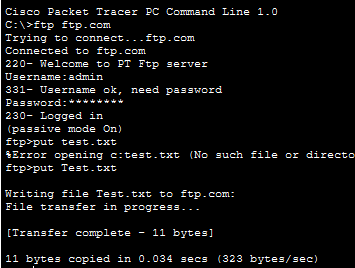 Cisco Packet Tracer PC Command Line 1.0
C:\>ftp ftp.com
Trying to connect...ftp.com
Connected to ftp.com
220- Welcome to PT Ftp server
Username:admin
331- Username ok, need password
Password:********
230- Logged in
(passive mode On)
ftp>put test.txt
%Error opening c:test.txt (No such file or directo
ftp>put Test.txt
Writing file Test.txt to ftp.com:
File transfer in progress...
[Transfer complete - 11 bytes]
11 bytes copied in 0.034 secs (323 bytes/sec)